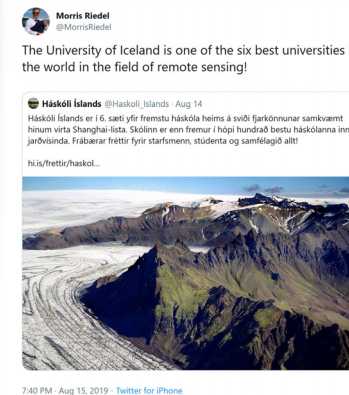 Morris Riedel
@MorrisRiedel
The University of Iceland is one of the six best universities
the world in the field of remote sensing!
Háskóli Íslands @Haskoli_Islands · Aug 14
Háskóli Íslands er í 6. sæti yfir fremstu háskóla heims á sviði fjarkönnunar samkvæmt
hinum virta Shanghai-lista. Skólinn er enn fremur í hópi hundrað bestu háskólanna inn
jarðvísinda. Frábærar fréttir fyrir starfsmenn, stúdenta og samfélagið allt!
hi.is/frettir/haskol...
7:40 PM · Aug 15, 2019 · Twitter for iPhone